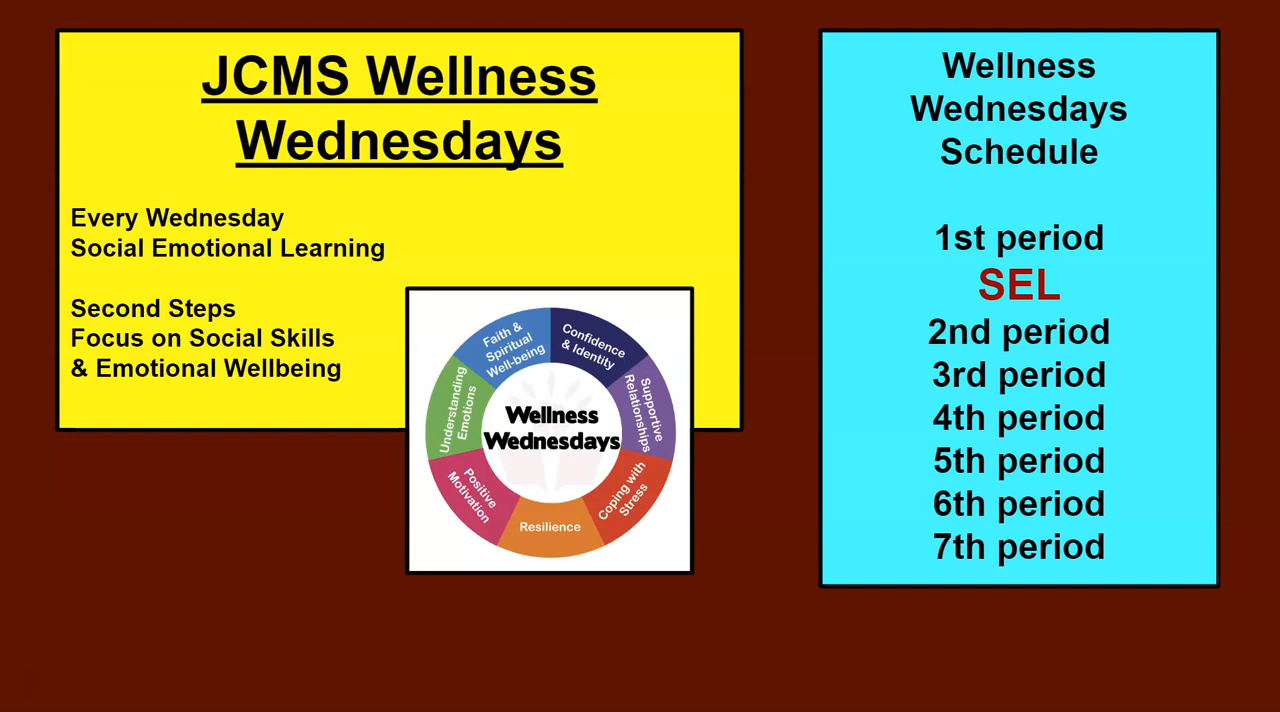 JCMS Wellness
Wednesdays
Every Wednesday
Social Emotional Learning
Second Steps
Focus on Social Skills
& Emotional Wellbeing
Faith &
Spiritual
Well-being
Confidence
& Identity
Supportive
Relationships
Coping with
Stress
Resilience
Positive
Motivation
Understanding
Emotions
Wellness
Wednesdays
Wellness
Wednesdays
Schedule
1st period
SEL
2nd period
3rd period
4th period
5th period
6th period
7th period